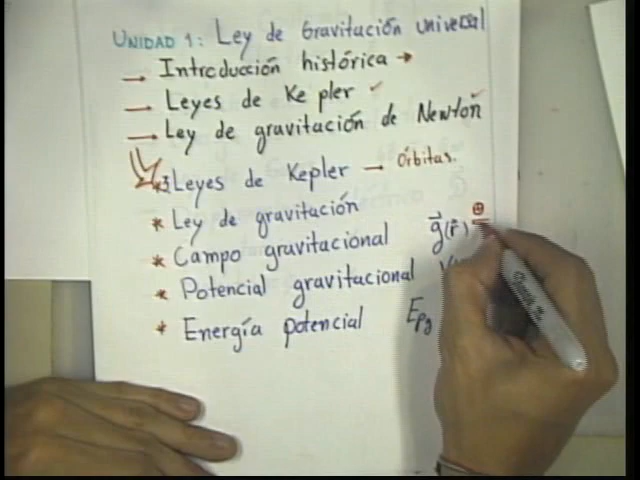 UNIDAD 1: Ley de Gravitación universal
→ Introducción histórica →
→ Leyes de Kepler ✓
→ Ley de gravitación de Newton ✓
* 3 Leyes de Kepler → Órbitas.
* Ley de gravitación
* Campo gravitacional g⃗(r⃗)
* Potencial gravitacional V
* Energía potencial Epg